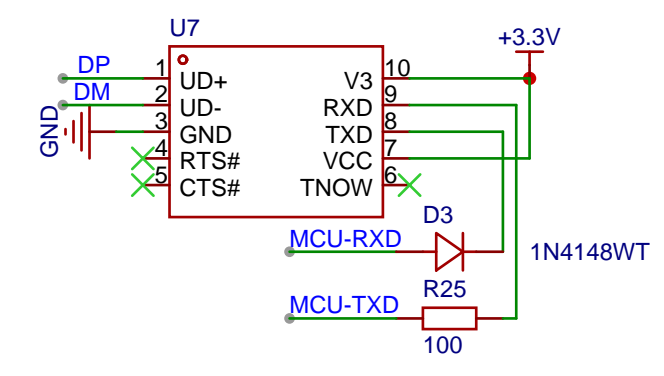 U7
+3.3V
DP
1
UD+
V3
10
DM
2
UD-
RXD
9
GND
3
GND
TXD
8
4
RTS#
VCC
7
5
CTS#
TNOW
6
D3
MCU-RXD
1N4148WT
R25
MCU-TXD
100